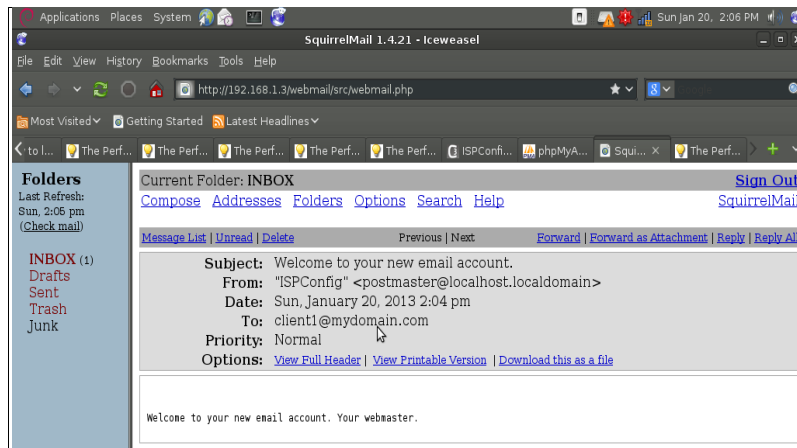 Applications Places System Sun Jan 20, 2:06 PM
SquirrelMail 1.4.21 - Iceweasel
File Edit View History Bookmarks Tools Help
http://192.168.1.3/webmail/src/webmail.php
Most Visited Getting Started Latest Headlines
to l... The Perf... The Perf... The Perf... The Perf... The Perf... ISPConfi... phpMyA... Squi... The Perf...
Folders
Last Refresh:
Sun, 2:05 pm
(Check mail)
INBOX (1)
Drafts
Sent
Trash
Junk
Current Folder: INBOX Sign Out
Compose Addresses Folders Options Search Help SquirrelMail
Message List | Unread | Delete Previous | Next Forward | Forward as Attachment | Reply | Reply All
Subject: Welcome to your new email account.
From: "ISPConfig" <postmaster@localhost.localdomain>
Date: Sun, January 20, 2013 2:04 pm
To: client1@mydomain.com
Priority: Normal
Options: View Full Header | View Printable Version | Download this as a file
Welcome to your new email account. Your webmaster.